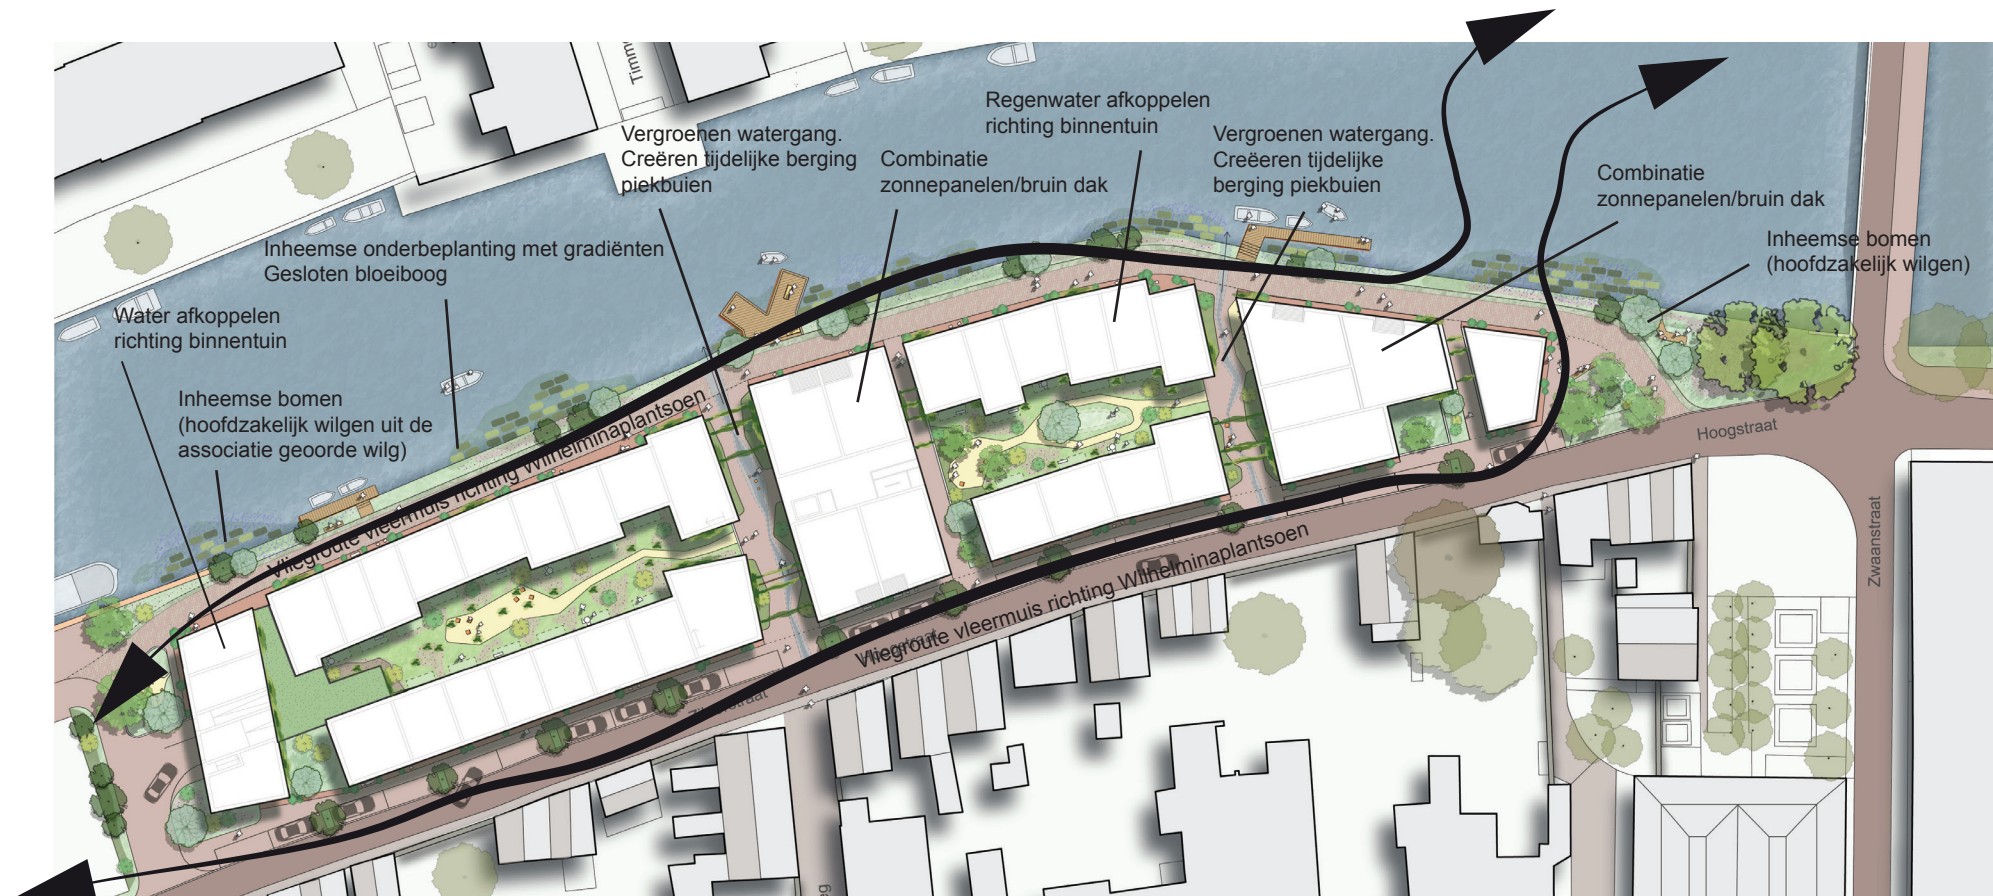 Regenwater afkoppelen
richting binnentuin
Vergroenen watergang.
Creëren tijdelijke berging
piekbuien
Combinatie
zonnepanelen/bruin dak
Vergroenen watergang.
Creëeren tijdelijke
berging piekbuien
Combinatie
zonnepanelen/bruin dak
Inheemse bomen
(hoofdzakelijk wilgen)
Inheemse onderbeplanting met gradiënten
Gesloten bloeiboog
Water afkoppelen
richting binnentuin
Inheemse bomen
(hoofdzakelijk wilgen uit de
associatie geoorde wilg)
Vliegroute vleermuis richting Wilhelminaplantsoen
Vliegroute vleermuis richting Wilhelminaplantsoen
Hoogstraat
Zwaanstraat